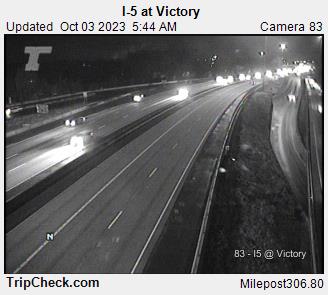 I-5 at Victory
Updated  Oct 03 2023  5:44 AM
Camera 83
T
N
83 - I5 @ Victory
TripCheck.com
Milepost306.80